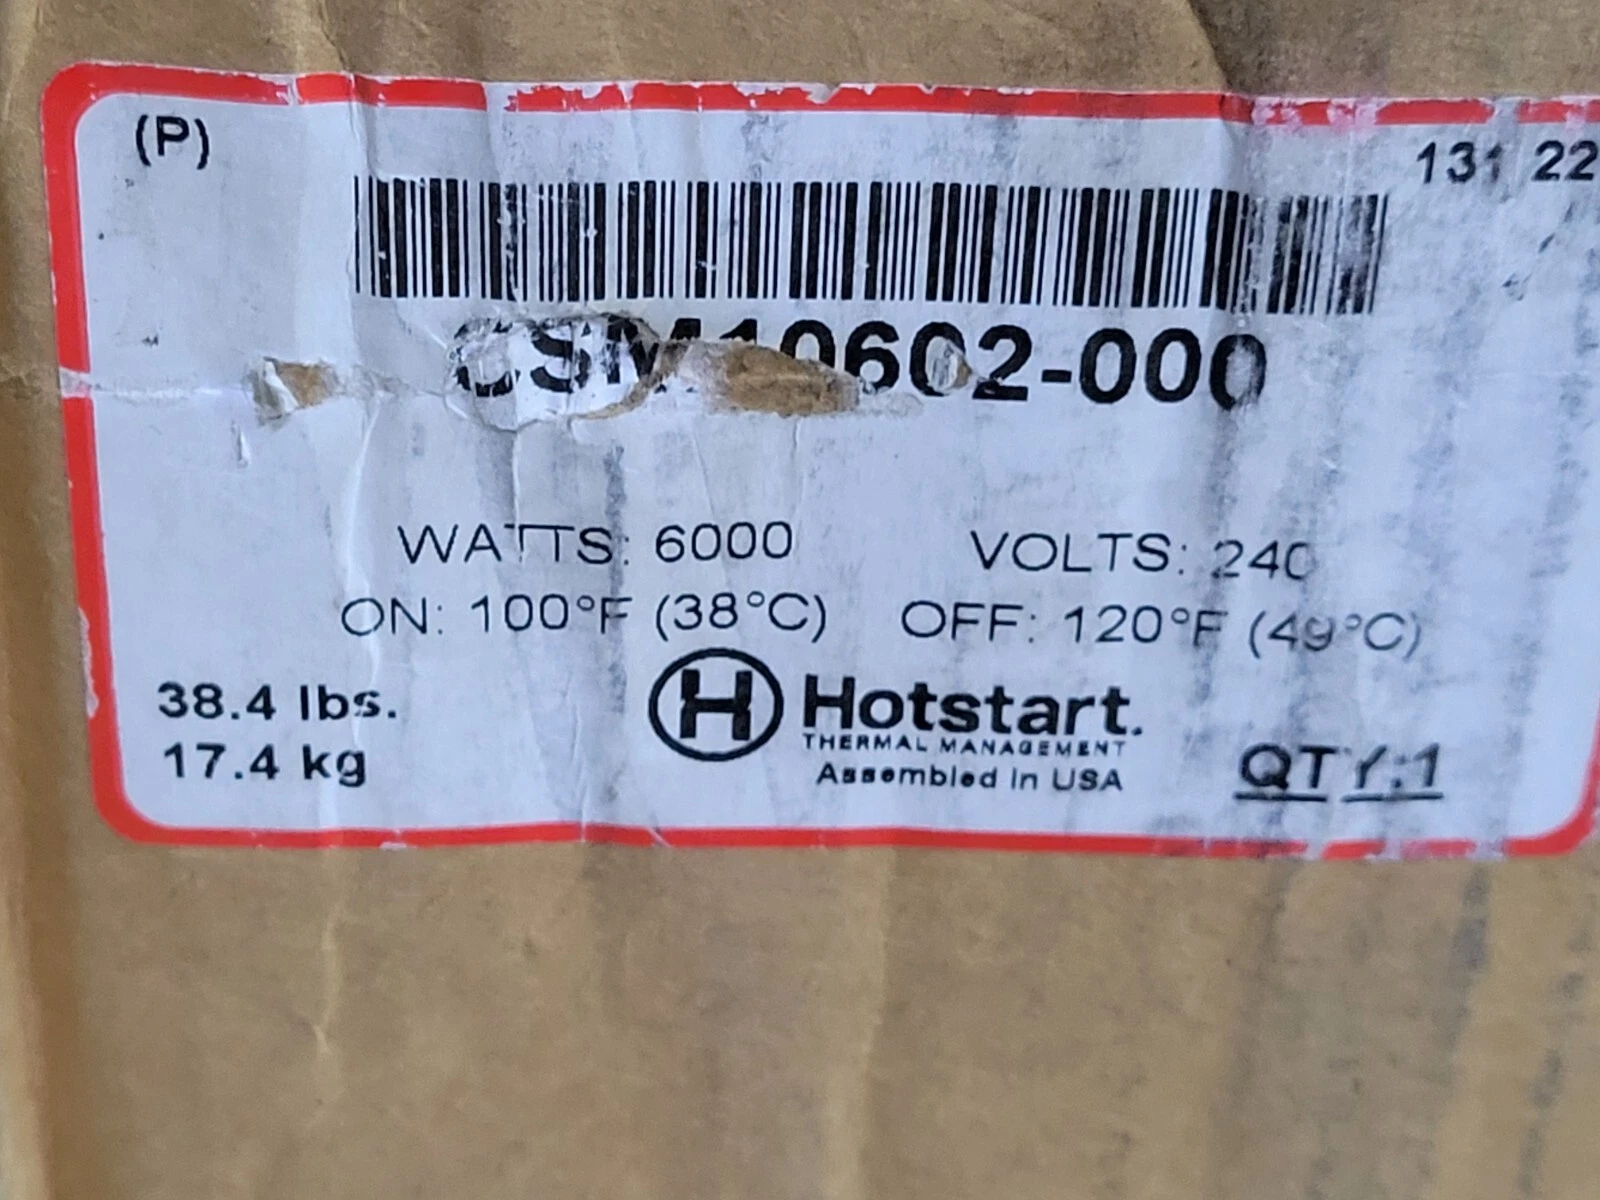 (P)
131 22
CSM10602-000
WATTS: 6000 VOLTS: 240
ON: 100°F (38°C) OFF: 120°F (49°C)
38.4 lbs.
17.4 kg
H Hotstart.
THERMAL MANAGEMENT
Assembled in USA
QTY:1